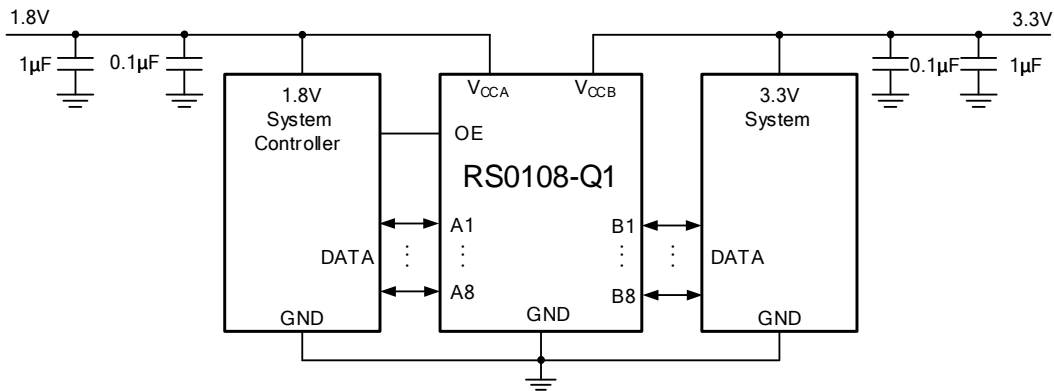 1.8V
3.3V
1μF
0.1μF
0.1μF
1μF
1.8V
System
Controller
VCCA
VCCB
3.3V
System
OE
RS0108-Q1
A1
B1
DATA
DATA
A8
B8
GND
GND
GND